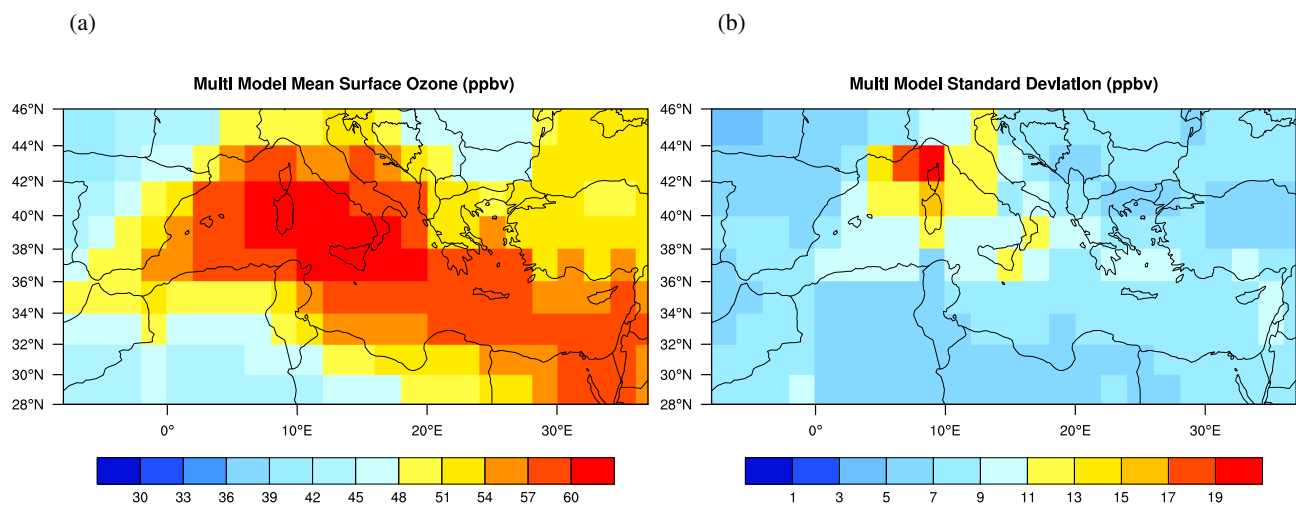 (a)
(b)
Multi Model Mean Surface Ozone (ppbv)
Multi Model Standard Deviation (ppbv)
46°N
44°N
42°N
40°N
38°N
36°N
34°N
32°N
30°N
28°N
0° 10°E 20°E 30°E
30 33 36 39 42 45 48 51 54 57 60
46°N
44°N
42°N
40°N
38°N
36°N
34°N
32°N
30°N
28°N
0° 10°E 20°E 30°E
1 3 5 7 9 11 13 15 17 19